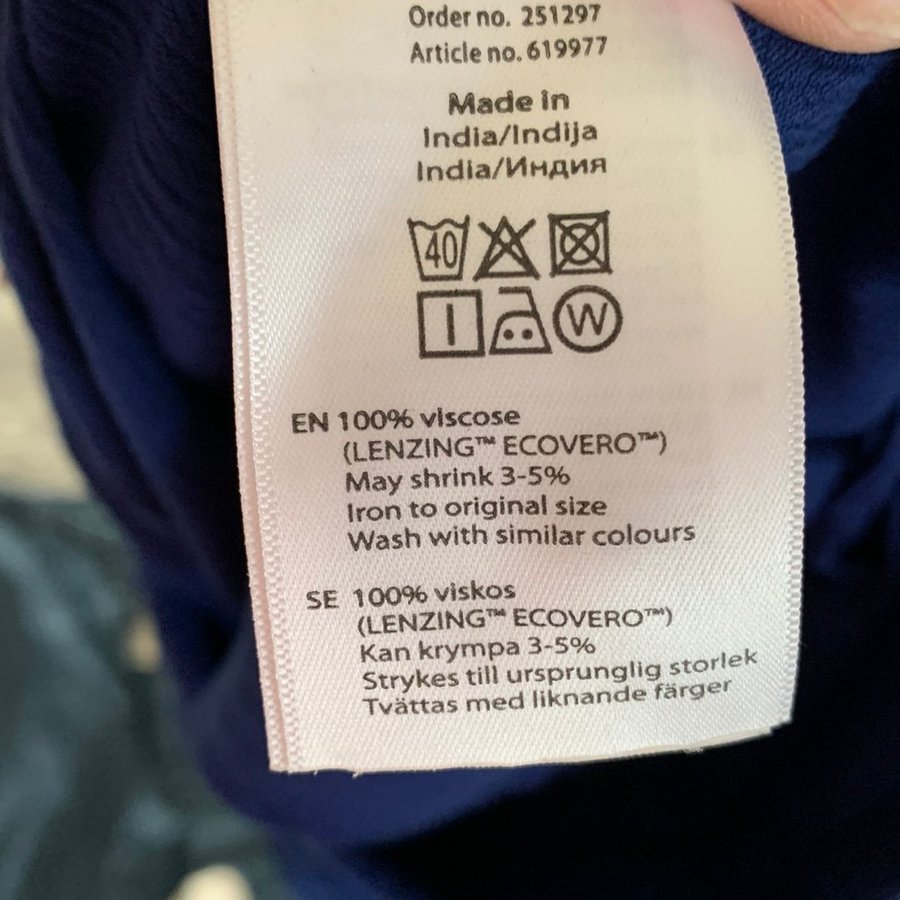 Order no. 251297
Article no. 619977
Made in
India/Indija
India/Индия
40
I W
EN 100% viscose
(LENZING™ ECOVERO™)
May shrink 3-5%
Iron to original size
Wash with similar colours
SE 100% viskos
(LENZING™ ECOVERO™)
Kan krympa 3-5%
Strykes till ursprunglig storlek
Tvättas med liknande färger